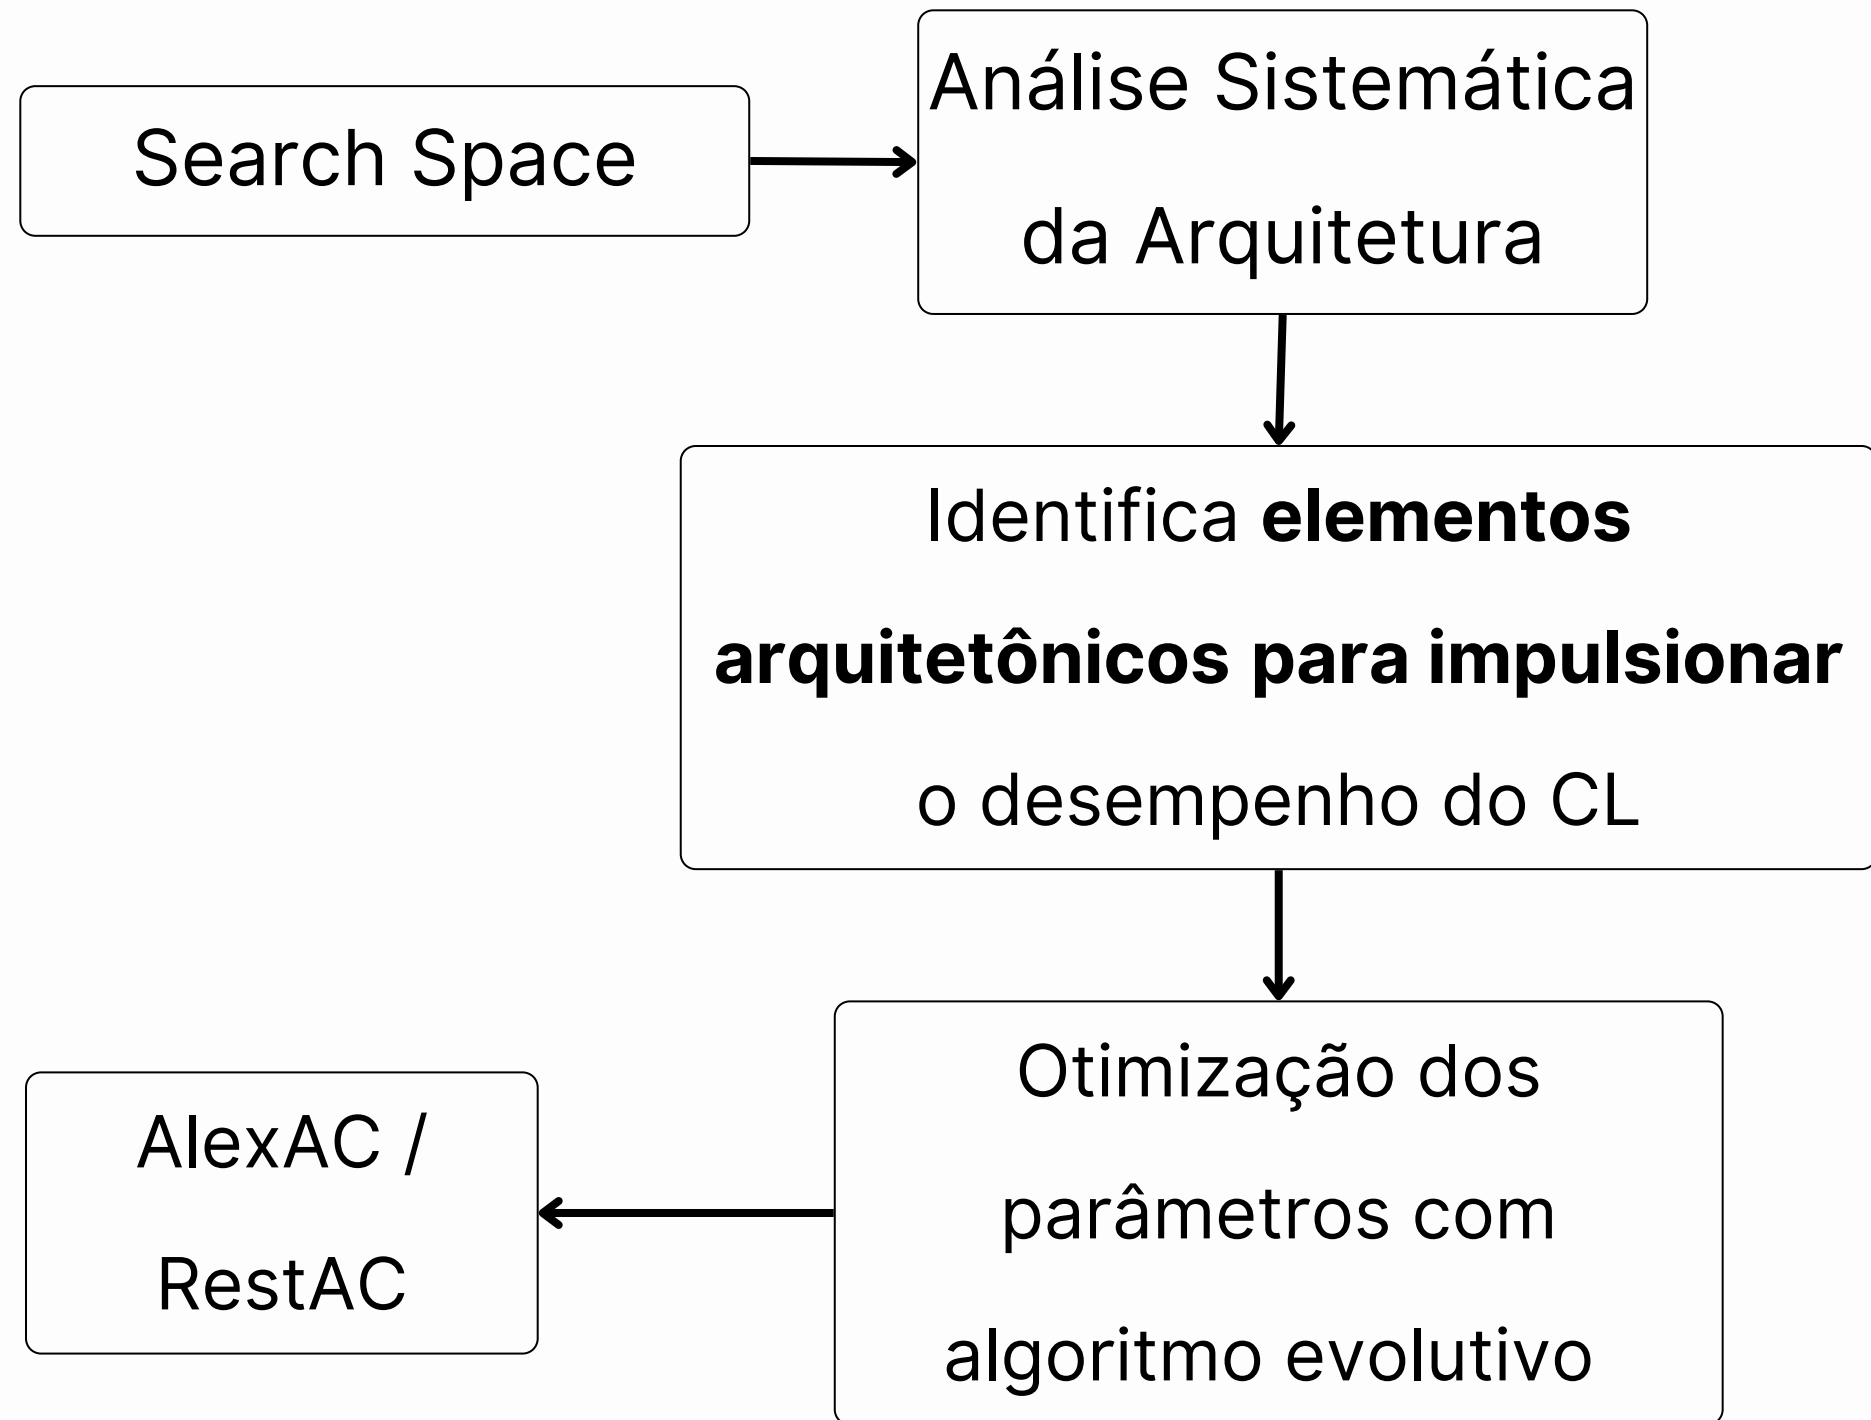 Search Space
Análise Sistemática
da Arquitetura
Identifica elementos
arquitetônicos para impulsionar
o desempenho do CL
Otimização dos
parâmetros com
algoritmo evolutivo
AlexAC /
RestAC